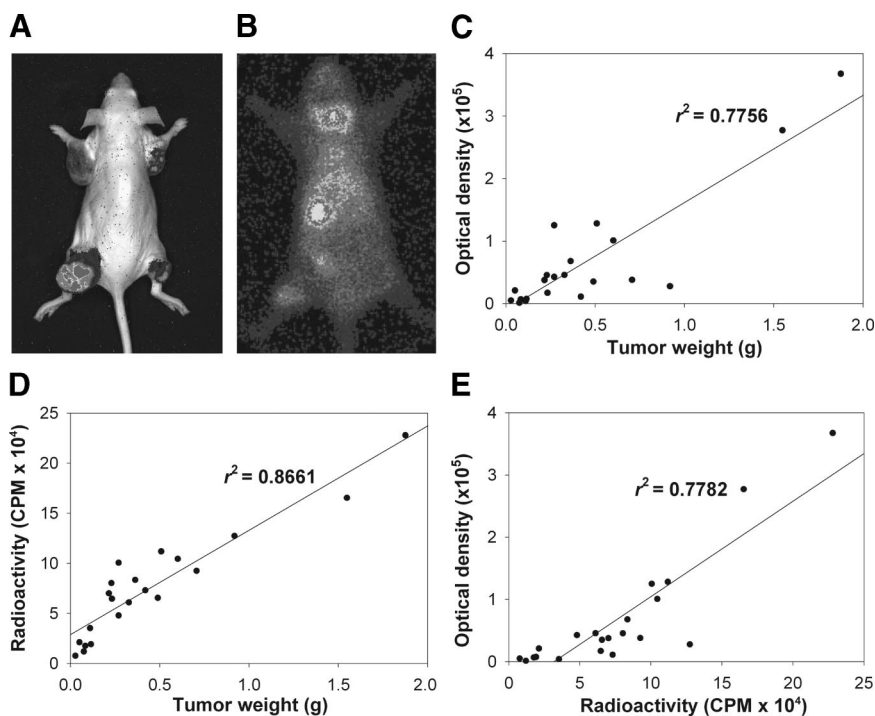 A
B
C
4
3
2
1
0
Optical density (x10⁵)
r² = 0.7756
0.0
0.5
1.0
1.5
2.0
Tumor weight (g)
D
25
20
15
10
5
0
Radioactivity (CPM x 10⁴)
r² = 0.8661
0.0
0.5
1.0
1.5
2.0
Tumor weight (g)
E
4
3
2
1
0
Optical density (x10⁵)
r² = 0.7782
0
5
10
15
20
25
Radioactivity (CPM x 10⁴)